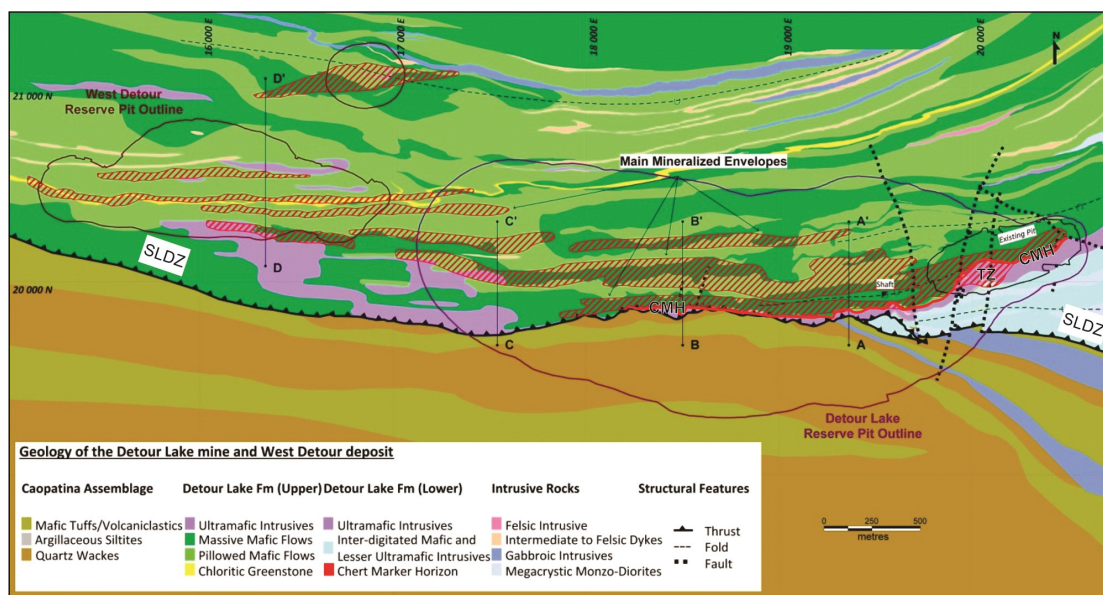 16 000 E
17 000 E
18 000 E
19 000 E
20 000 E
N
D'
21 000 N
West Detour
Reserve Pit Outline
Main Mineralized Envelopes
C'
B'
A'
Existing Pit
SLDZ
D
CMH
TZ
Shaft
20 000 N
CMH
SLDZ
C
B
A
Detour Lake
Reserve Pit Outline
Geology of the Detour Lake mine and West Detour deposit
Caopatina Assemblage
Mafic Tuffs/Volcaniclastics
Argillaceous Siltites
Quartz Wackes
Detour Lake Fm (Upper)
Ultramafic Intrusives
Massive Mafic Flows
Pillowed Mafic Flows
Chloritic Greenstone
Detour Lake Fm (Lower)
Ultramafic Intrusives
Inter-digitated Mafic and
Lesser Ultramafic Intrusives
Chert Marker Horizon
Intrusive Rocks
Felsic Intrusive
Intermediate to Felsic Dykes
Gabbroic Intrusives
Megacrystic Monzo-Diorites
Structural Features
Thrust
Fold
Fault
0 250 500
metres